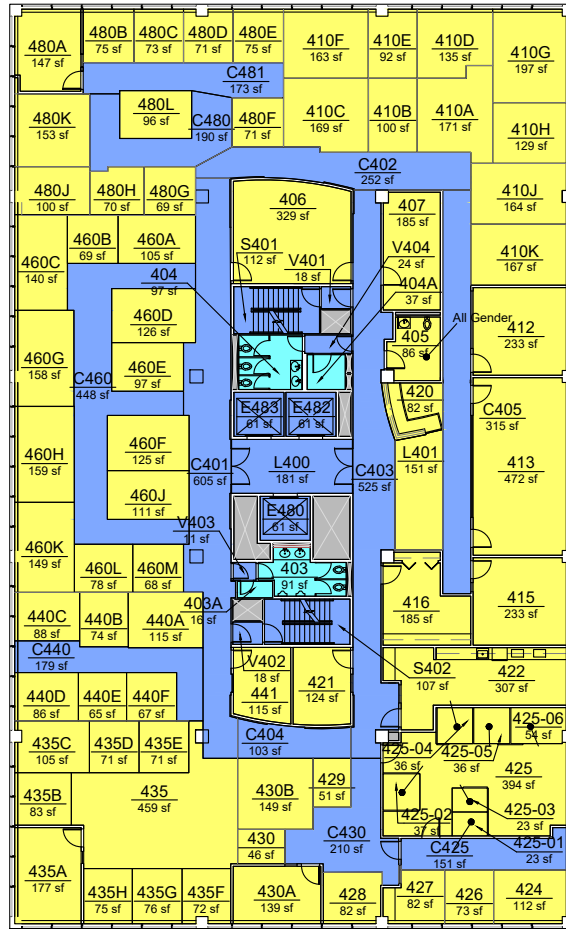 480A
147 sf
480B
75 sf
480C
73 sf
480D
71 sf
480E
75 sf
410F
163 sf
410E
92 sf
410D
135 sf
410G
197 sf
C481
173 sf
480K
153 sf
480L
96 sf
C480
190 sf
480F
71 sf
410C
169 sf
410B
100 sf
410A
171 sf
410H
129 sf
C402
252 sf
480J
100 sf
480H
70 sf
480G
69 sf
406
329 sf
407
185 sf
410J
164 sf
460C
140 sf
460B
69 sf
460A
105 sf
S401
112 sf
V401
18 sf
V404
24 sf
410K
167 sf
404
97 sf
404A
37 sf
460G
158 sf
460D
126 sf
All Gender
405
86 sf
412
233 sf
C460
448 sf
460E
97 sf
E483
61 sf
E482
61 sf
420
82 sf
C405
315 sf
460H
159 sf
460F
125 sf
C401
605 sf
L400
181 sf
C403
525 sf
L401
151 sf
413
472 sf
460J
111 sf
460K
149 sf
V403
11 sf
E480
61 sf
460L
78 sf
460M
68 sf
403
91 sf
403A
16 sf
416
185 sf
415
233 sf
440C
88 sf
440B
74 sf
440A
115 sf
C440
179 sf
V402
18 sf
S402
107 sf
422
307 sf
440D
86 sf
440E
65 sf
440F
67 sf
441
115 sf
421
124 sf
435C
105 sf
435D
71 sf
435E
71 sf
C404
103 sf
425-04
36 sf
425-05
36 sf
425-06
54 sf
425
394 sf
435B
83 sf
435
459 sf
430B
149 sf
429
51 sf
425-02
37 sf
425-03
23 sf
430
46 sf
C430
210 sf
425-01
23 sf
C425
151 sf
435A
177 sf
435H
75 sf
435G
76 sf
435F
72 sf
430A
139 sf
428
82 sf
427
82 sf
426
73 sf
424
112 sf